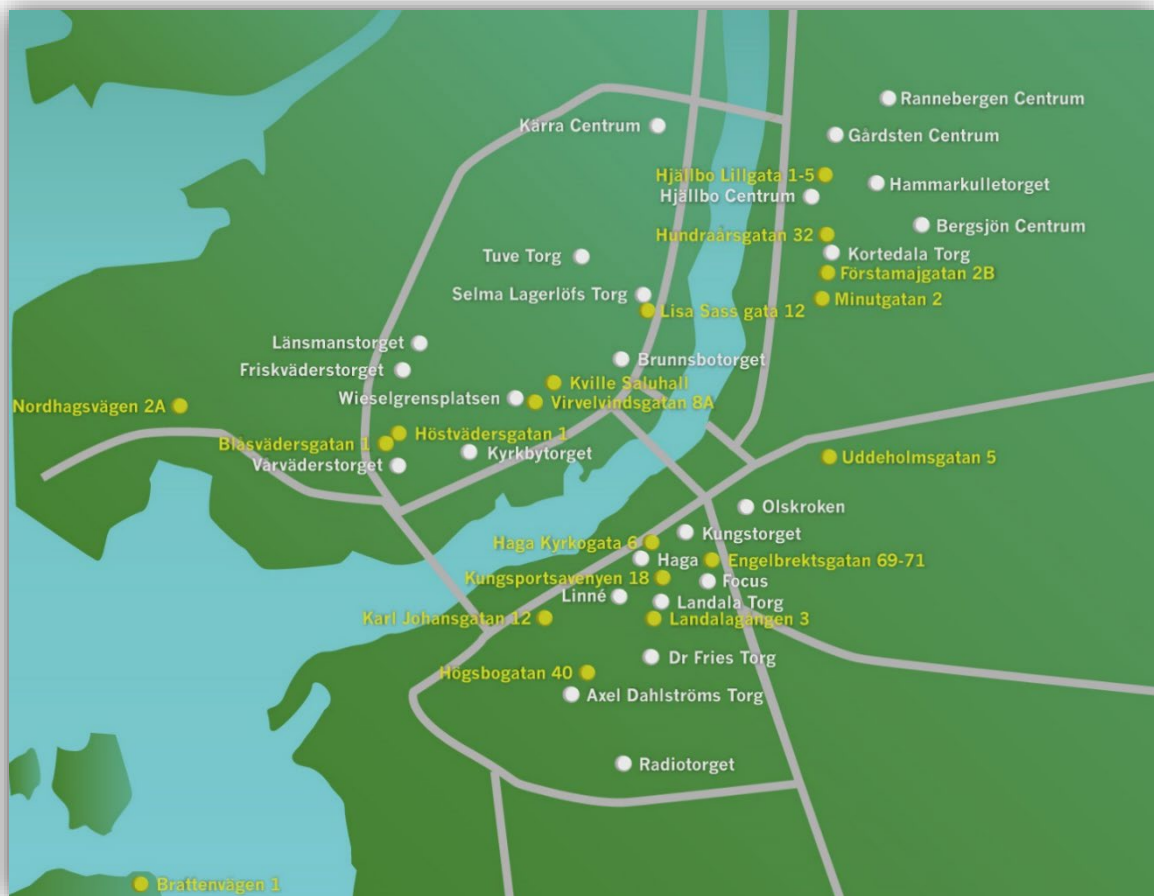 Rannebergen Centrum
Kärra Centrum
Gårdsten Centrum
Hjällbo Lillgata 1-5
Hammarkulletorget
Hjällbo Centrum
Bergsjön Centrum
Hundraårsgatan 32
Kortedala Torg
Tuve Torg
Förstamajgatan 2B
Selma Lagerlöfs Torg
Minutgatan 2
Lisa Sass gata 12
Länsmanstorget
Brunnsbotorget
Friskväderstorget
Kville Saluhall
Wieselgrensplatsen
Virvelvindsgatan 8A
Nordhagsvägen 2A
Höstvädersgatan 1
Blåsvädersgatan 1
Kyrkbytorget
Uddeholmsgatan 5
Vårväderstorget
Olskroken
Kungstorget
Haga Kyrkogata 6
Haga
Engelbrektsgatan 69-71
Kungsportsavenyen 18
Focus
Linné
Landala Torg
Karl Johansgatan 12
Landalagången 3
Dr Fries Torg
Högsbogatan 40
Axel Dahlströms Torg
Radiotorget
Brattenvägen 1